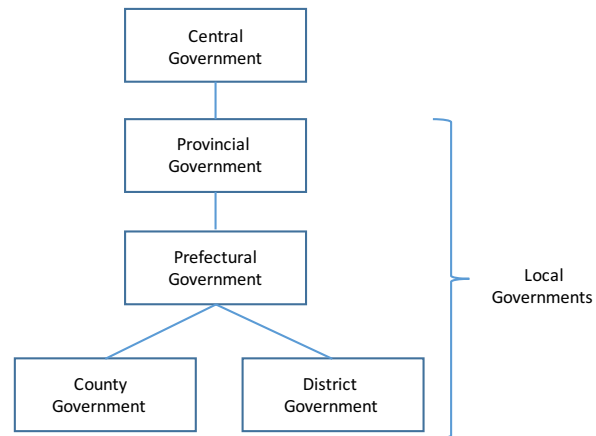 Central
Government
Provincial
Government
Prefectural
Government
Local
Governments
County
Government
District
Government